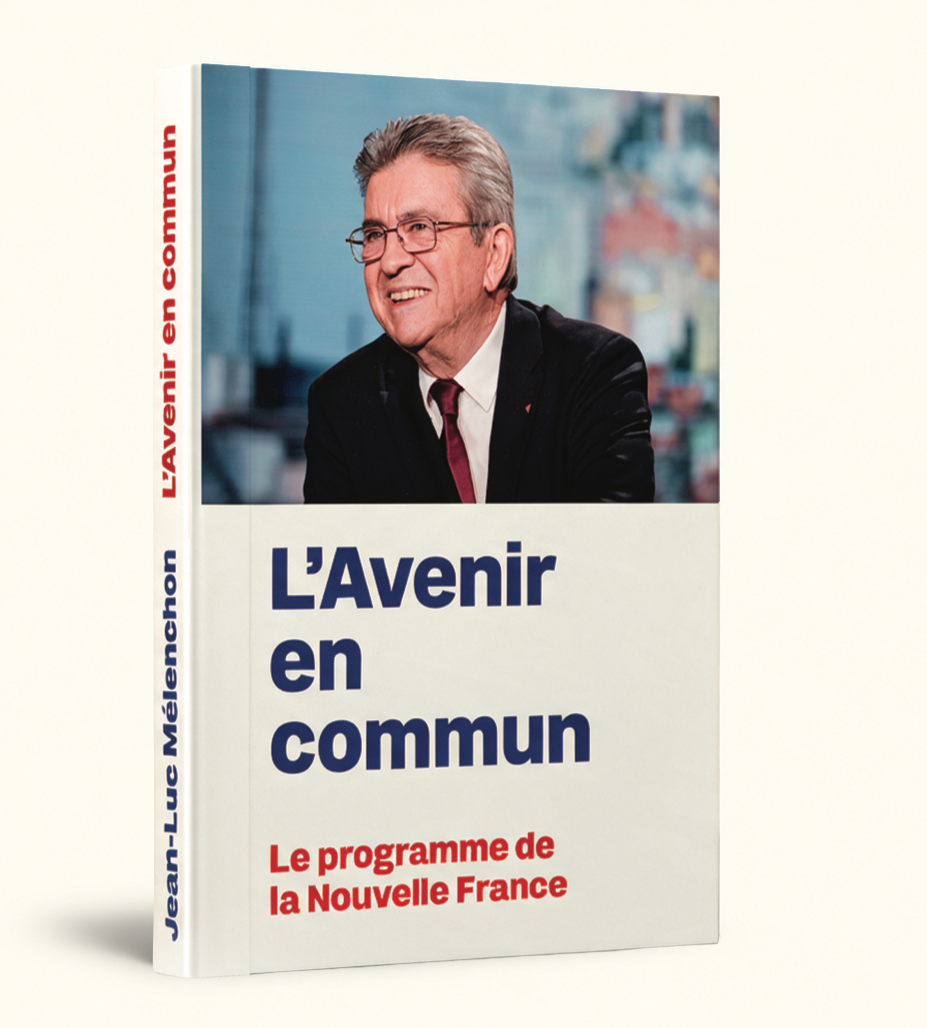 L'Avenir en commun
Jean-Luc Mélenchon
L'Avenir
en
commun
Le programme de
la Nouvelle France